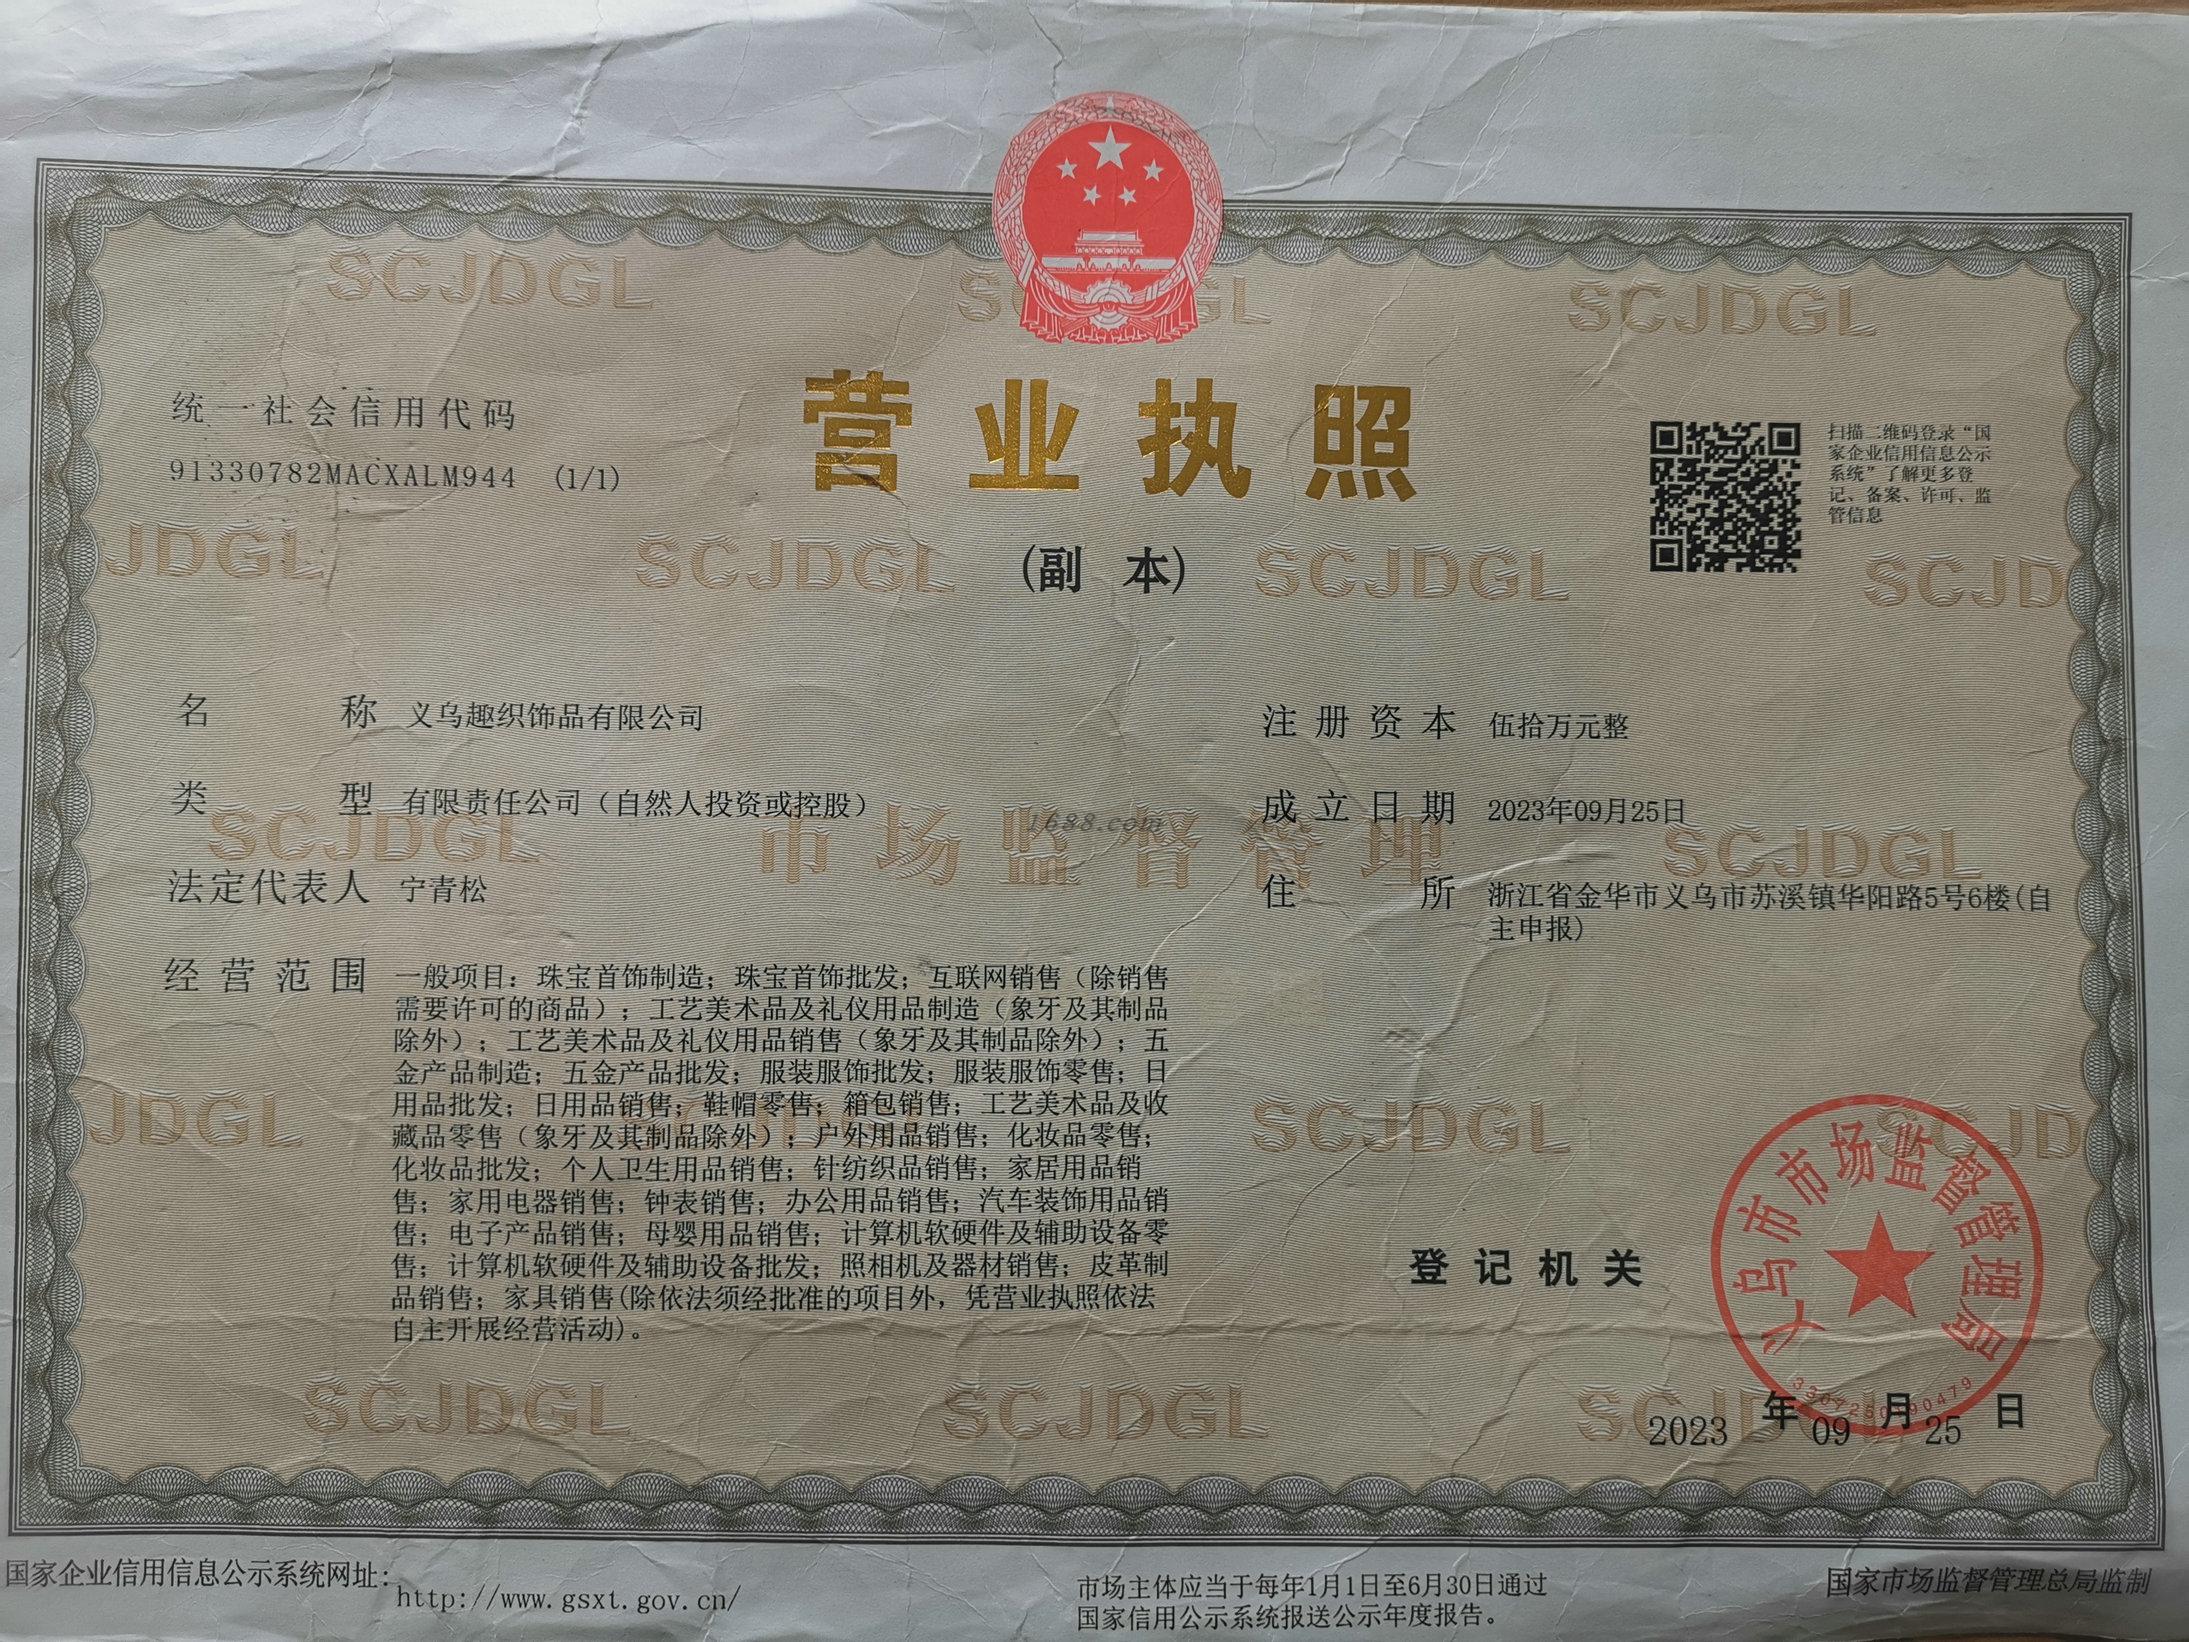 统一社会信用代码
91330782MACXALM944 (1/1)
营业执照
(副 本)
扫描二维码登录“国
家企业信用信息公示
系统”了解更多登
记、备案、许可、监
管信息
名 称 义乌趣织饰品有限公司
类 型 有限责任公司（自然人投资或控股）
法定代表人 宁青松
经营范围 一般项目：珠宝首饰制造；珠宝首饰批发；互联网销售（除销售
需要许可的商品）；工艺美术品及礼仪用品制造（象牙及其制品
除外）；工艺美术品及礼仪用品销售（象牙及其制品除外）；五
金产品制造；五金产品批发；服装服饰批发；服装服饰零售；日
用品批发；日用品销售；鞋帽零售；箱包销售；工艺美术品及收
藏品零售（象牙及其制品除外）；户外用品销售；化妆品零售；
化妆品批发；个人卫生用品销售；针纺织品销售；家居用品销
售；家用电器销售；钟表销售；办公用品销售；汽车装饰用品销
售；电子产品销售；母婴用品销售；计算机软硬件及辅助设备零
售；计算机软硬件及辅助设备批发；照相机及器材销售；皮革制
品销售；家具销售(除依法须经批准的项目外，凭营业执照依法
自主开展经营活动)。
注册资本 伍拾万元整
成立日期 2023年09月25日
住 所 浙江省金华市义乌市苏溪镇华阳路5号6楼(自
主申报)
1688.com
市场监督管理
SCJDGL
登记机关
义乌市市场监督管理局
2023 年 09 月 25 日
国家企业信用信息公示系统网址：
http://www.gsxt.gov.cn/
市场主体应当于每年1月1日至6月30日通过
国家信用公示系统报送公示年度报告。
国家市场监督管理总局监制